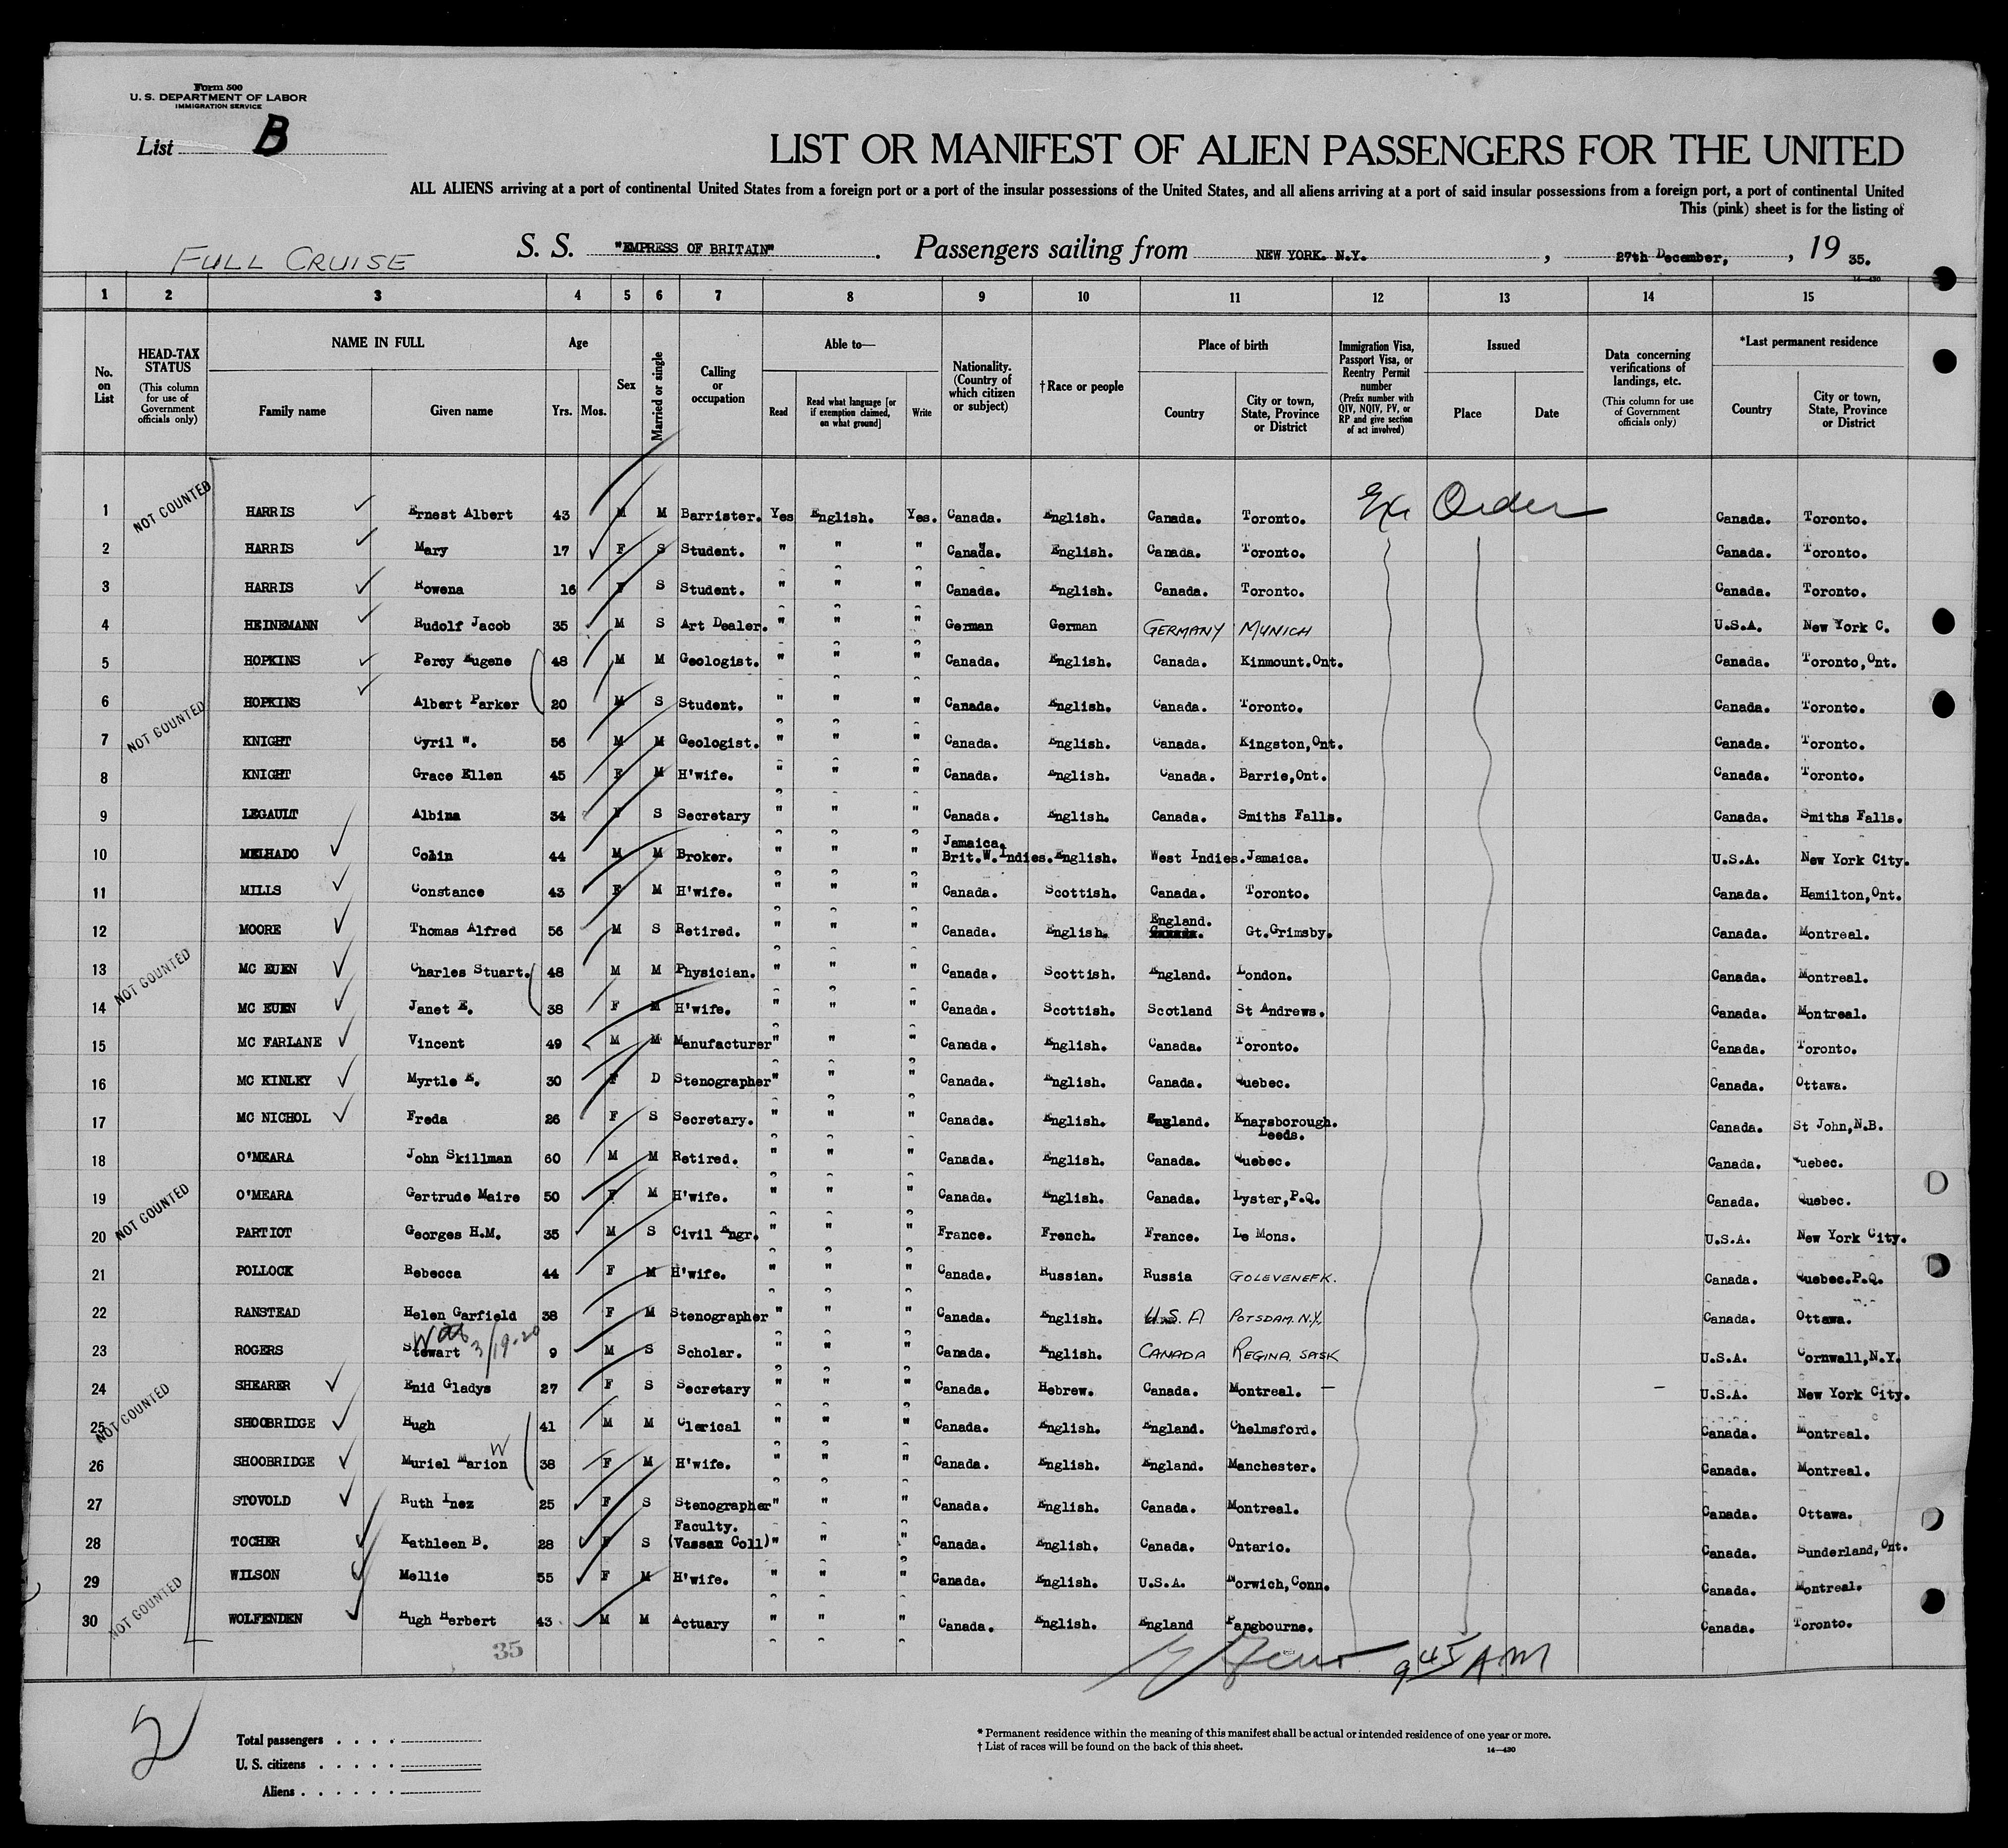 Form 500
U. S. DEPARTMENT OF LABOR
IMMIGRATION SERVICE
List B
LIST OR MANIFEST OF ALIEN PASSENGERS FOR THE UNITED
ALL ALIENS arriving at a port of continental United States from a foreign port or a port of the insular possessions of the United States, and all aliens arriving at a port of said insular possessions from a foreign port, a port of continental United
This (pink) sheet is for the listing of
FULL CRUISE S. S. "EMPRESS OF BRITAIN". Passengers sailing from NEW YORK. N.Y., 27th December, , 19 35.
14—430
1 2 3 4 5 6 7 8 9 10 11 12 13 14 15
No. on List
HEAD-TAX STATUS
(This column for use of Government officials only)
NAME IN FULL
Family name Given name
Age
Yrs. Mos.
Sex
Married or single
Calling or occupation
Able to—
Read Read what language [or if exemption claimed, on what ground] Write
Nationality. (Country of which citizen or subject)
†Race or people
Place of birth
Country City or town, State, Province or District
Immigration Visa, Passport Visa, or Reentry Permit number
(Prefix number with QIV, NQIV, PV, or RP and give section of act involved)
Issued
Place Date
Data concerning verifications of landings, etc.
(This column for use of Government officials only)
*Last permanent residence
Country City or town, State, Province or District
NOT COUNTED
1 HARRIS Ernest Albert 43 M M Barrister. Yes English. Yes. Canada. English. Canada. Toronto. Ex Order Canada. Toronto.
2 HARRIS Mary 17 F S Student. " " " Canada. English. Canada. Toronto. Canada. Toronto.
3 HARRIS Rowena 16 F S Student. " " " Canada. English. Canada. Toronto. Canada. Toronto.
4 HEINEMANN Rudolf Jacob 35 M S Art Dealer. " " " German German GERMANY MUNICH U.S.A. New York C.
5 HOPKINS Percy Eugene 48 M M Geologist. " " " Canada. English. Canada. Kinmount.Ont. Canada. Toronto,Ont.
6 HOPKINS Albert Parker 20 M S Student. " " " Canada. English. Canada. Toronto. Canada. Toronto.
NOT COUNTED
7 KNIGHT Cyril W. 56 M M Geologist. " " " Canada. English. Canada. Kingston,Ont. Canada. Toronto.
8 KNIGHT Grace Ellen 45 F M H'wife. " " " Canada. English. Canada. Barrie,Ont. Canada. Toronto.
9 LEGAULT Albina 34 F S Secretary " " " Canada. English. Canada. Smiths Falls. Canada. Smiths Falls.
10 MELHADO Colin 44 M M Broker. " " " Jamaica. Brit.W.Indies. English. West Indies. Jamaica. U.S.A. New York City.
11 MILLS Constance 43 F M H'wife. " " " Canada. Scottish. Canada. Toronto. Canada. Hamilton,Ont.
12 MOORE Thomas Alfred 56 M S Retired. " " " Canada. English. England. Canada. Gt.Grimsby. Canada. Montreal.
13 MC EUEN Charles Stuart. 48 M M Physician. " " " Canada. Scottish. England. London. Canada. Montreal.
NOT COUNTED
14 MC EUEN Janet E. 38 F M H'wife. " " " Canada. Scottish. Scotland St Andrews. Canada. Montreal.
15 MC FARLANE Vincent 49 M M Manufacturer " " " Canada. English. Canada. Toronto. Canada. Toronto.
16 MC KINLEY Myrtle E. 30 F D Stenographer " " " Canada. English. Canada. Quebec. Canada. Ottawa.
17 MC NICHOL Freda 26 F S Secretary. " " " Canada. English. England. Knarsborough. Leeds. Canada. St John,N.B.
18 O'MEARA John Skillman 60 M M Retired. " " " Canada. English. Canada. Quebec. Canada. Quebec.
19 O'MEARA Gertrude Maire 50 F M H'wife. " " " Canada. English. Canada. Lyster,P.Q. Canada. Quebec.
NOT COUNTED
20 PARTIOT Georges H.M. 35 M S Civil Engr. " " " France. French. France. Le Mons. U.S.A. New York City.
21 POLLOCK Rebecca 44 F M H'wife. " " " Canada. Russian. Russia GOLEVENEFK. Canada. Quebec.P.Q.
22 RANSTEAD Helen Garfield 38 F M Stenographer " " " Canada. English. U.S.A POTSDAM. N.Y. Canada. Ottawa.
23 ROGERS Stewart 3/19-20 9 M S Scholar. " " " Canada. English. CANADA REGINA. SASK U.S.A. Cornwall,N.Y.
24 SHEARER Enid Gladys 27 F S Secretary " " " Canada. Hebrew. Canada. Montreal. — — U.S.A. New York City.
NOT COUNTED
25 SHOOBRIDGE Hugh 41 M M Clerical " " " Canada. English. England. Chelmsford. Canada. Montreal.
26 SHOOBRIDGE Muriel Marion W 38 F M H'wife. " " " Canada. English. England. Manchester. Canada. Montreal.
27 STOVOLD Ruth Inez 25 F S Stenographer " " " Canada. English. Canada. Montreal. Canada. Ottawa.
28 TOCHER Kathleen B. 28 F S Faculty. (Vassan Coll) " " " Canada. English. Canada. Ontario. Canada. Sunderland,Ont.
29 WILSON Mellie 55 F M H'wife. " " " Canada. English. U.S.A. Norwich,Conn. Canada. Montreal.
NOT COUNTED
30 WOLFENDEN Hugh Herbert 43 M M Actuary " " " Canada. English. England Pangbourne. Canada. Toronto.
35
9 45 A.M
2
Total passengers . . . .
U. S. citizens . . . . .
Aliens . . . . . .
* Permanent residence within the meaning of this manifest shall be actual or intended residence of one year or more.
† List of races will be found on the back of this sheet.
14—430